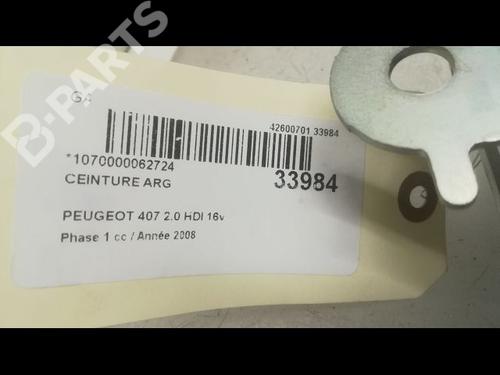 B-PARTS
GA
42600701 33984
*1070000062724
33984
CEINTURE ARG
PEUGEOT 407 2.0 HDI 16v
Phase 1 cc / Année 2008